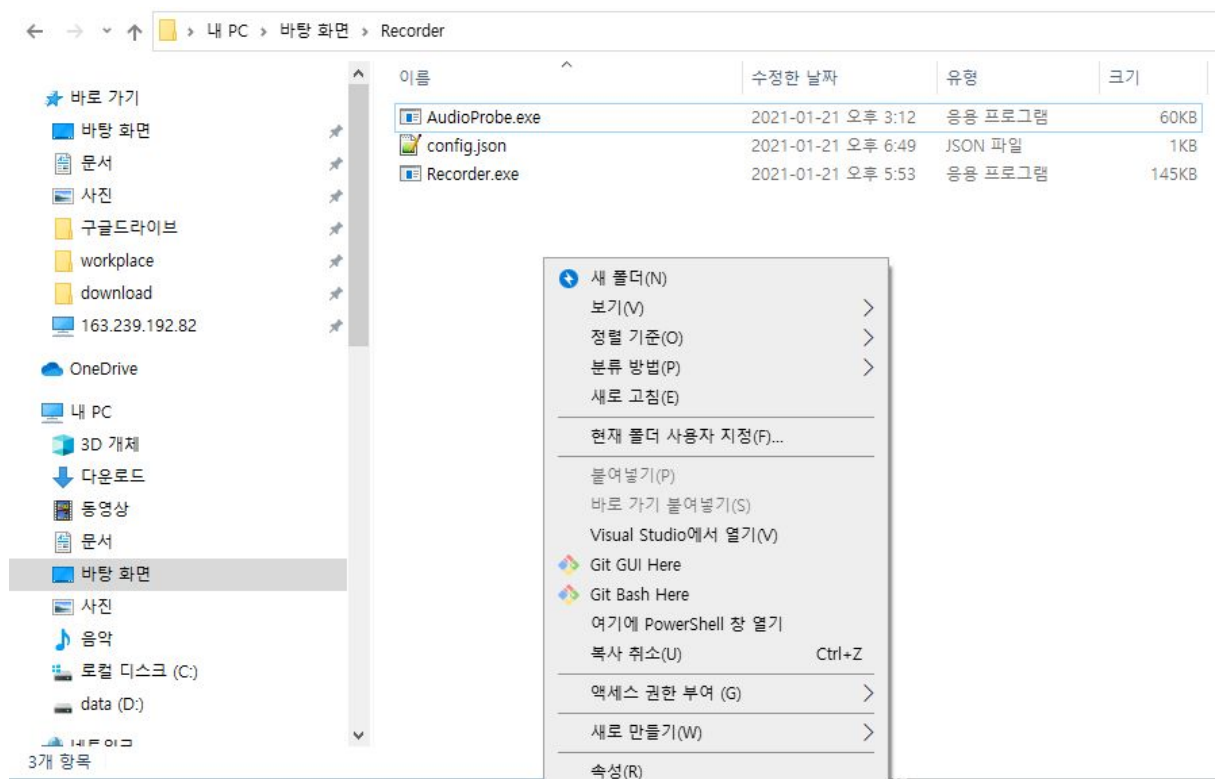 내 PC › 바탕 화면 › Recorder
이름 수정한 날짜 유형 크기
AudioProbe.exe 2021-01-21 오후 3:12 응용 프로그램 60KB
config.json 2021-01-21 오후 6:49 JSON 파일 1KB
Recorder.exe 2021-01-21 오후 5:53 응용 프로그램 145KB
바로 가기
바탕 화면
문서
사진
구글드라이브
workplace
download
163.239.192.82
OneDrive
내 PC
3D 개체
다운로드
동영상
문서
바탕 화면
사진
음악
로컬 디스크 (C:)
data (D:)
3개 항목
새 폴더(N)
보기(V)
정렬 기준(O)
분류 방법(P)
새로 고침(E)
현재 폴더 사용자 지정(F)...
붙여넣기(P)
바로 가기 붙여넣기(S)
Visual Studio에서 열기(V)
Git GUI Here
Git Bash Here
여기에 PowerShell 창 열기
복사 취소(U) Ctrl+Z
액세스 권한 부여 (G)
새로 만들기(W)
속성(R)